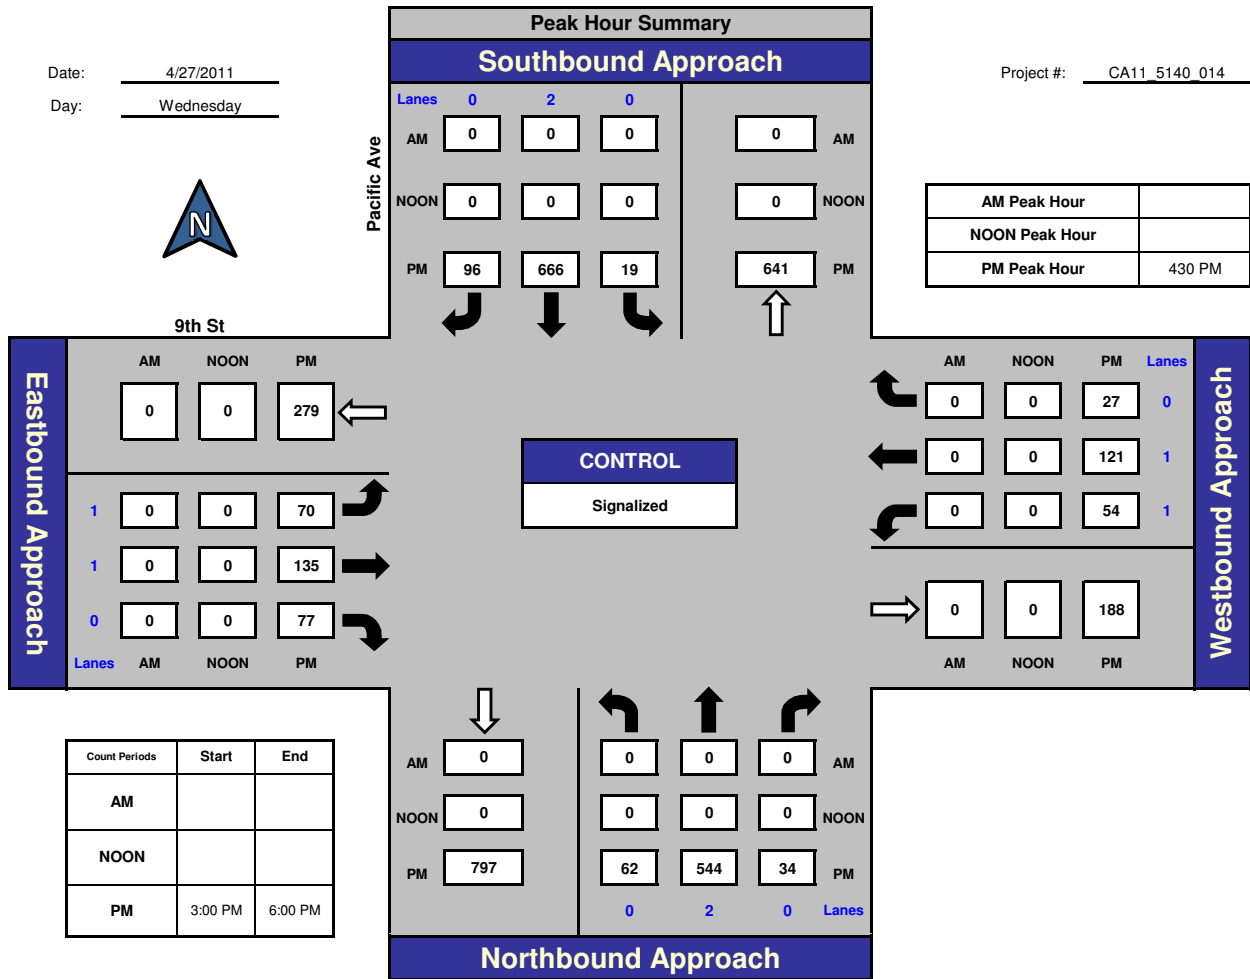 Peak Hour Summary
Southbound Approach
Date: 4/27/2011
Day: Wednesday
Project #: CA11_5140_014
N
Pacific Ave
Lanes 0 2 0
AM 0 0 0 0 AM
NOON 0 0 0 0 NOON
PM 96 666 19 641 PM
AM Peak Hour
NOON Peak Hour
PM Peak Hour 430 PM
9th St
Eastbound Approach
AM NOON PM
0 0 279
1 0 0 70
1 0 0 135
0 0 0 77
Lanes AM NOON PM
CONTROL
Signalized
AM NOON PM Lanes
0 0 27 0
0 0 121 1
0 0 54 1
0 0 188
AM NOON PM
Westbound Approach
Count Periods Start End
AM
NOON
PM 3:00 PM 6:00 PM
AM 0 0 0 0 AM
NOON 0 0 0 0 NOON
PM 797 62 544 34 PM
0 2 0 Lanes
Northbound Approach